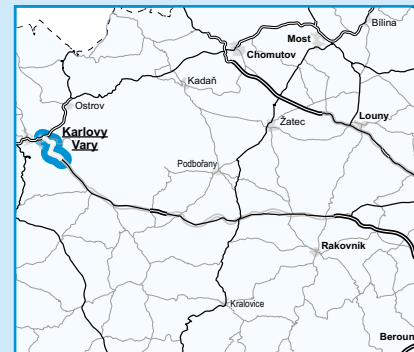 Bílina
Most
Chomutov
Kadaň
Ostrov
Louny
Žatec
Karlovy
Vary
Podbořany
Rakovník
Kralovice
Beroun